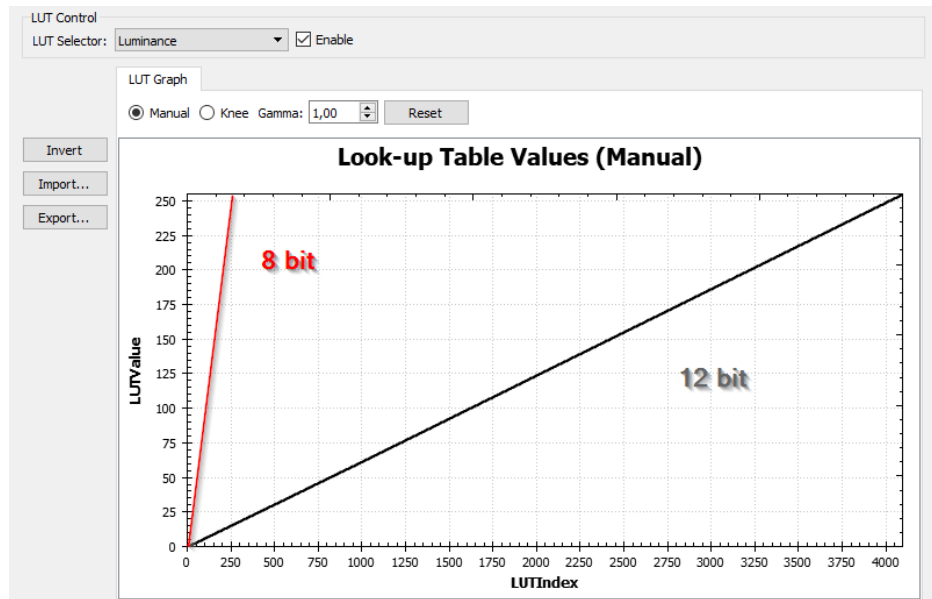 LUT Control
LUT Selector: Luminance Enable
LUT Graph
Manual Knee Gamma: 1,00 Reset
Invert
Import...
Export...
Look-up Table Values (Manual)
250
225
200
175
150
125
100
75
50
25
0
LUTValue
8 bit
12 bit
0 250 500 750 1000 1250 1500 1750 2000 2250 2500 2750 3000 3250 3500 3750 4000
LUTIndex